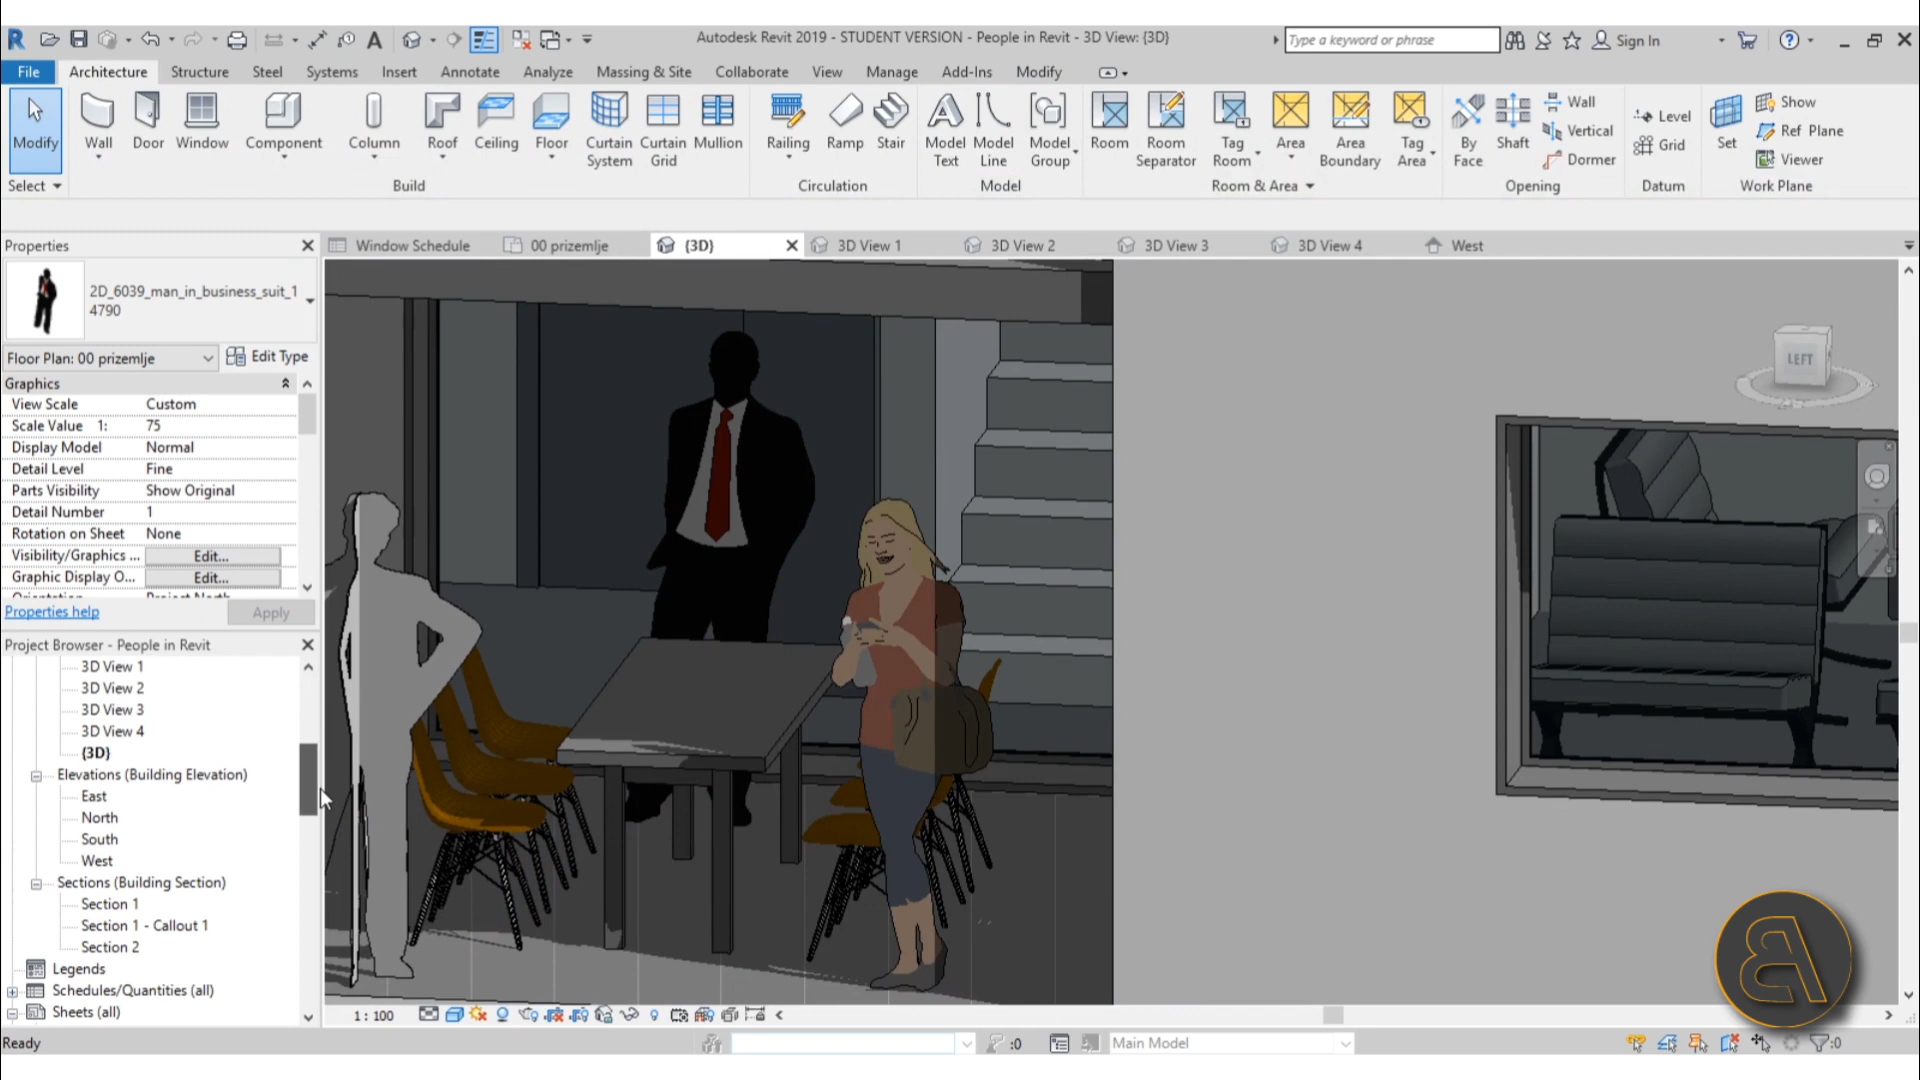 Autodesk Revit 2019 - STUDENT VERSION - People in Revit - 3D View: {3D}
Type a keyword or phrase
Sign In
File Architecture Structure Steel Systems Insert Annotate Analyze Massing & Site Collaborate View Manage Add-Ins Modify
Modify Wall Door Window Component Column Roof Ceiling Floor Curtain System Curtain Grid Mullion Railing Ramp Stair Model Text Model Line Model Group Room Room Separator Tag Room Area Area Boundary Tag Area By Face Shaft Wall Vertical Dormer Level Grid Set Show Ref Plane Viewer
Select Build Circulation Model Room & Area Opening Datum Work Plane
Properties
Window Schedule 00 prizemlje {3D} 3D View 1 3D View 2 3D View 3 3D View 4 West
2D_6039_man_in_business_suit_1
4790
Floor Plan: 00 prizemlje Edit Type
Graphics
View Scale Custom
Scale Value 1: 75
Display Model Normal
Detail Level Fine
Parts Visibility Show Original
Detail Number 1
Rotation on Sheet None
Visibility/Graphics ... Edit...
Graphic Display O... Edit...
Orientation Project North
Properties help Apply
LEFT
Project Browser - People in Revit
3D View 1
3D View 2
3D View 3
3D View 4
{3D}
Elevations (Building Elevation)
East
North
South
West
Sections (Building Section)
Section 1
Section 1 - Callout 1
Section 2
Legends
Schedules/Quantities (all)
Sheets (all)
1 : 100
Ready
:0
Main Model
:0